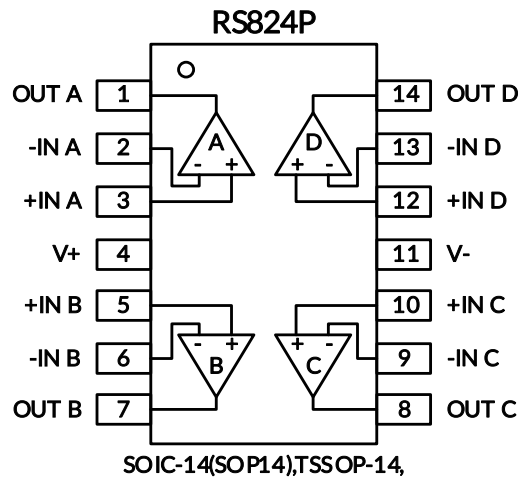 RS824P
OUT A 1 14 OUT D
-IN A 2 A D 13 -IN D
- + + -
+IN A 3 12 +IN D
V+ 4 11 V-
+IN B 5 10 +IN C
- + + -
-IN B 6 B C 9 -IN C
OUT B 7 8 OUT C
SOIC-14(SOP14),TSSOP-14,